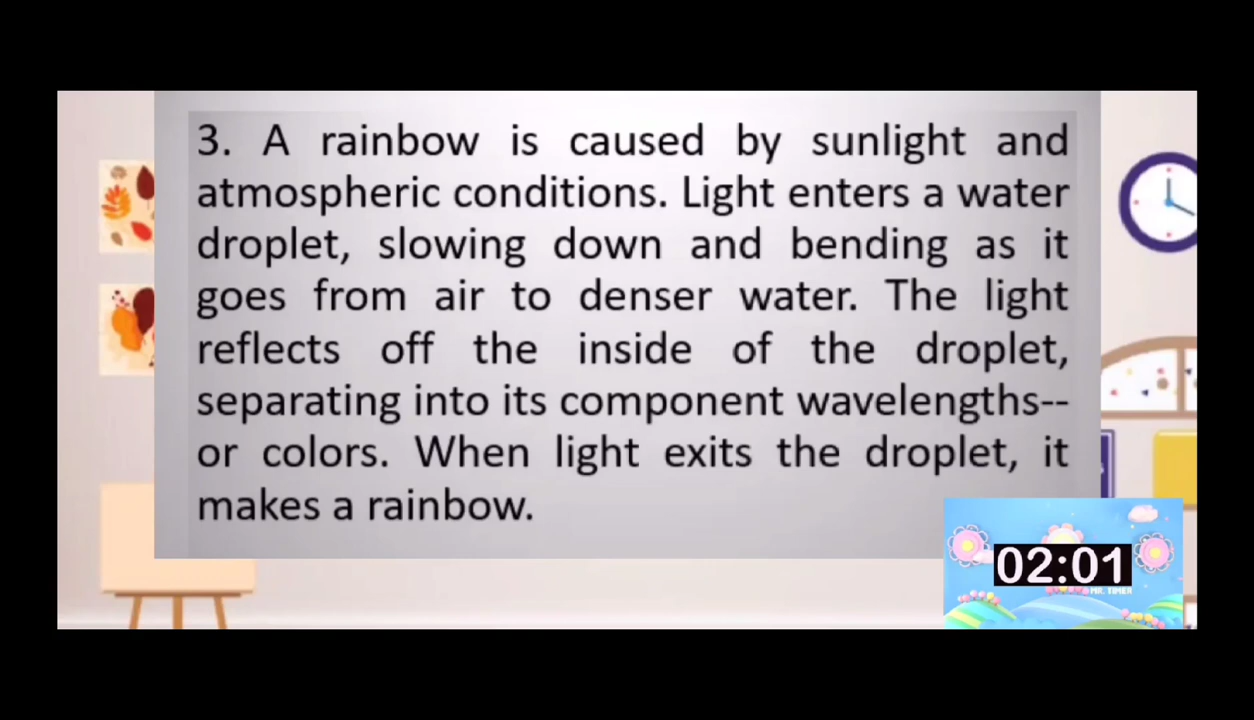 3. A rainbow is caused by sunlight and
atmospheric conditions. Light enters a water
droplet, slowing down and bending as it
goes from air to denser water. The light
reflects off the inside of the droplet,
separating into its component wavelengths--
or colors. When light exits the droplet, it
makes a rainbow.
02:01
MR. TIMER